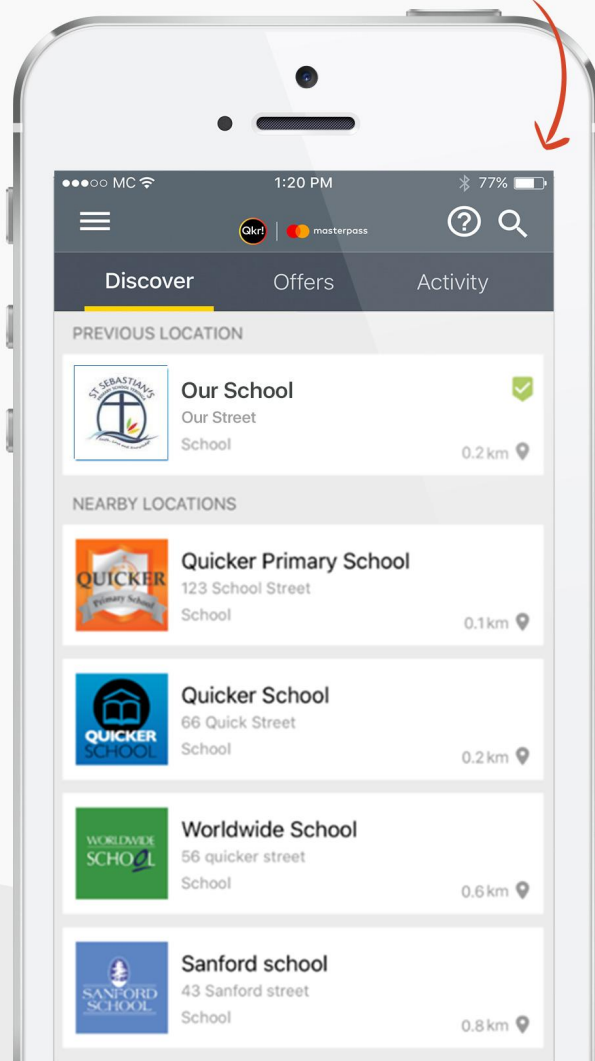 ●●●○○ MC 1:20 PM 77%
Qkr! | masterpass ?
Discover Offers Activity
PREVIOUS LOCATION
ST SEBASTIAN'S
Our School
Our Street
School
0.2 km
NEARBY LOCATIONS
QUICKER
Primary School
Quicker Primary School
123 School Street
School
0.1 km
QUICKER
SCHOOL
Quicker School
66 Quick Street
School
0.2 km
WORLDWIDE
SCHOOL
Worldwide School
56 quicker street
School
0.6 km
SANFORD
SCHOOL
Sanford school
43 Sanford street
School
0.8 km